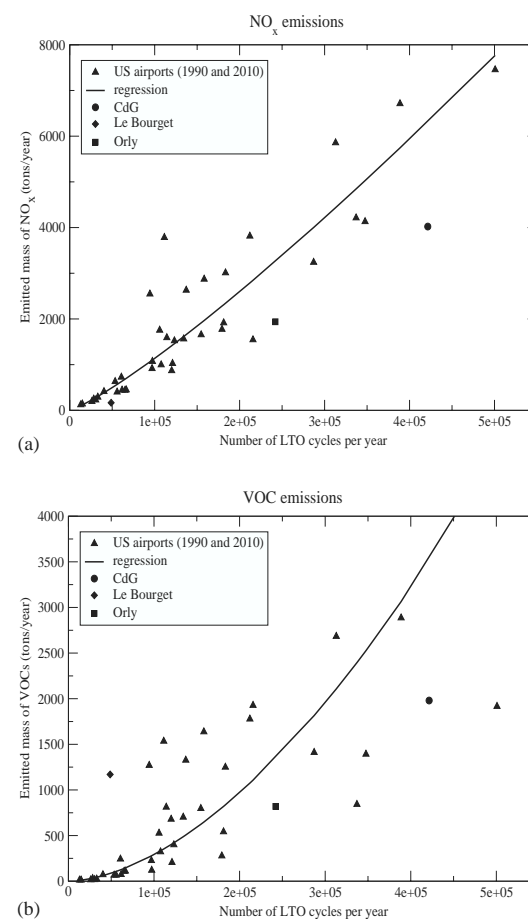 NOx emissions
8000
6000
4000
2000
0
Emitted mass of NOx (tons/year)
US airports (1990 and 2010)
regression
CdG
Le Bourget
Orly
1e+05 2e+05 3e+05 4e+05 5e+05
Number of LTO cycles per year
(a)
VOC emissions
4000
3750
3000
2500
2000
1500
1250
500
250
0
Emitted mass of VOCs (tons/year)
US airports (1990 and 2010)
regression
CdG
Le Bourget
Orly
0 1e+05 2e+05 3e+05 4e+05 5e+05
Number of LTO cycles per year
(b)